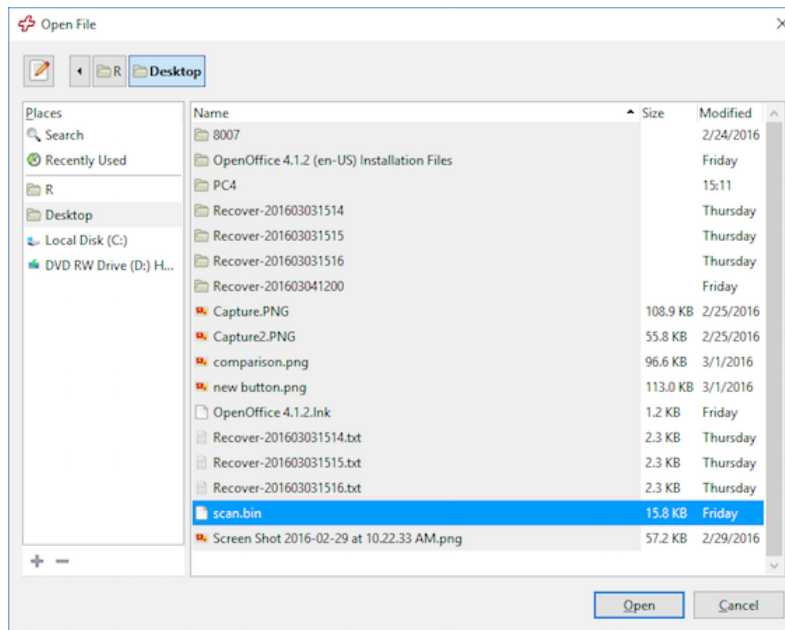 Open File
R Desktop
Places
Search
Recently Used
R
Desktop
Local Disk (C:)
DVD RW Drive (D:) H...
Name Size Modified
8007 2/24/2016
OpenOffice 4.1.2 (en-US) Installation Files Friday
PC4 15:11
Recover-201603031514 Thursday
Recover-201603031515 Thursday
Recover-201603031516 Thursday
Recover-201603041200 Friday
Capture.PNG 108.9 KB 2/25/2016
Capture2.PNG 55.8 KB 2/25/2016
comparison.png 96.6 KB 3/1/2016
new button.png 113.0 KB 3/1/2016
OpenOffice 4.1.2.lnk 1.2 KB Friday
Recover-201603031514.txt 2.3 KB Thursday
Recover-201603031515.txt 2.3 KB Thursday
Recover-201603031516.txt 2.3 KB Thursday
scan.bin 15.8 KB Friday
Screen Shot 2016-02-29 at 10.22.33 AM.png 57.2 KB 2/29/2016
Open Cancel